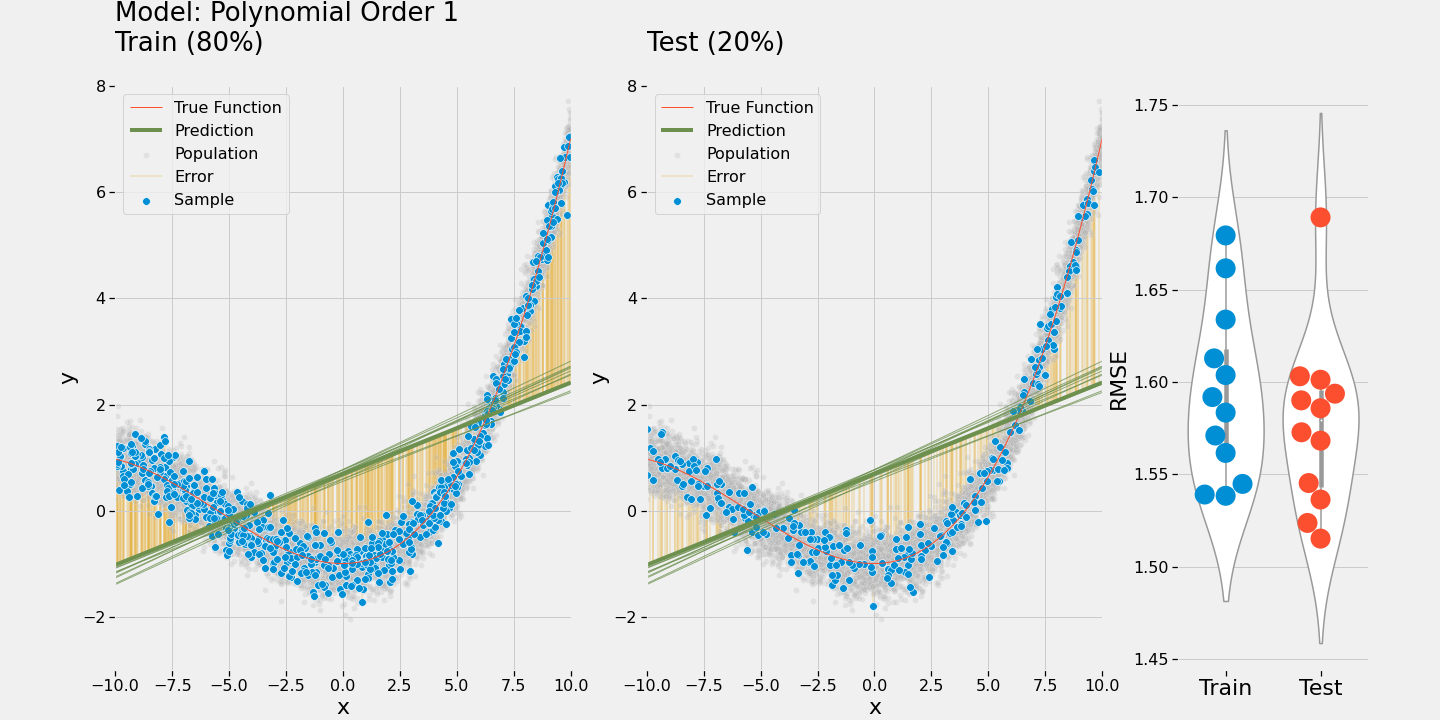 Model: Polynomial Order 1
Train (80%)
Test (20%)
8
6
4
2
0
−2
y
True Function
Prediction
Population
Error
Sample
−10.0 −7.5 −5.0 −2.5 0.0 2.5 5.0 7.5 10.0
x
8
6
4
2
0
−2
y
True Function
Prediction
Population
Error
Sample
−10.0 −7.5 −5.0 −2.5 0.0 2.5 5.0 7.5 10.0
x
1.75
1.70
1.65
1.60
1.55
1.50
1.45
RMSE
Train Test